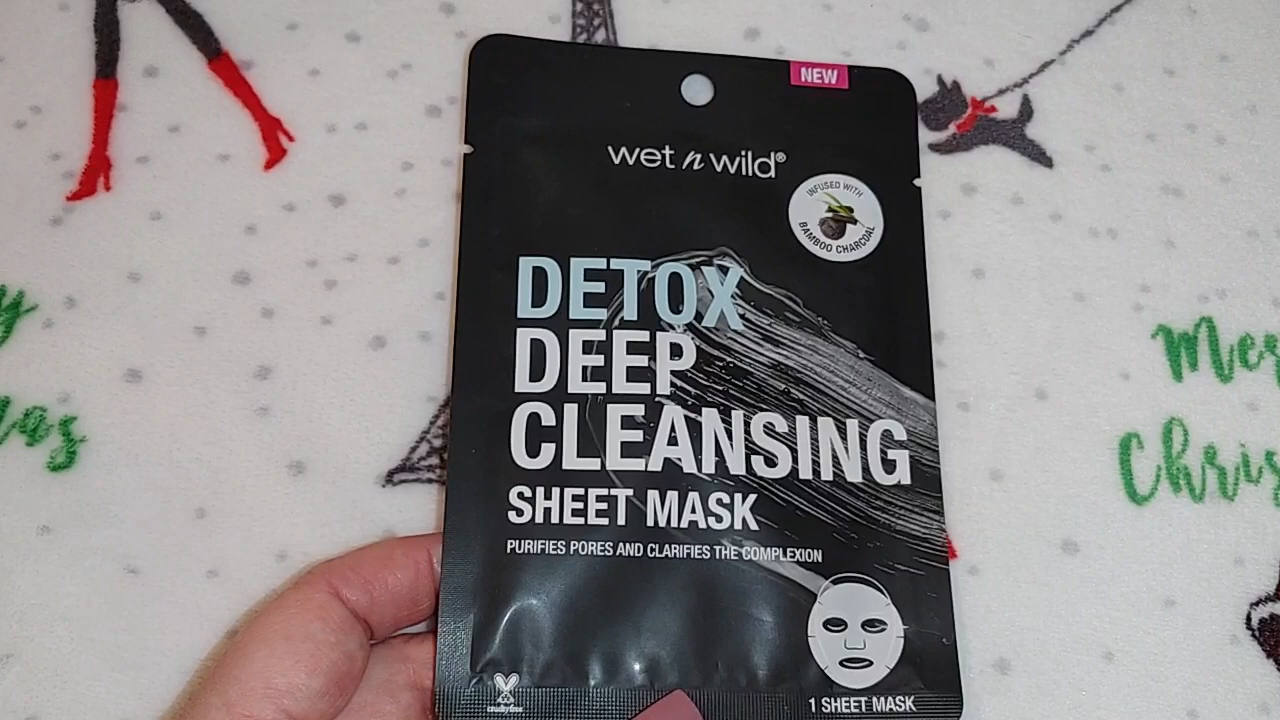 NEW
wet n wild®
INFUSED WITH
BAMBOO CHARCOAL
DETOX
DEEP
CLEANSING
SHEET MASK
PURIFIES PORES AND CLARIFIES THE COMPLEXION
crueltyfree
1 SHEET MASK